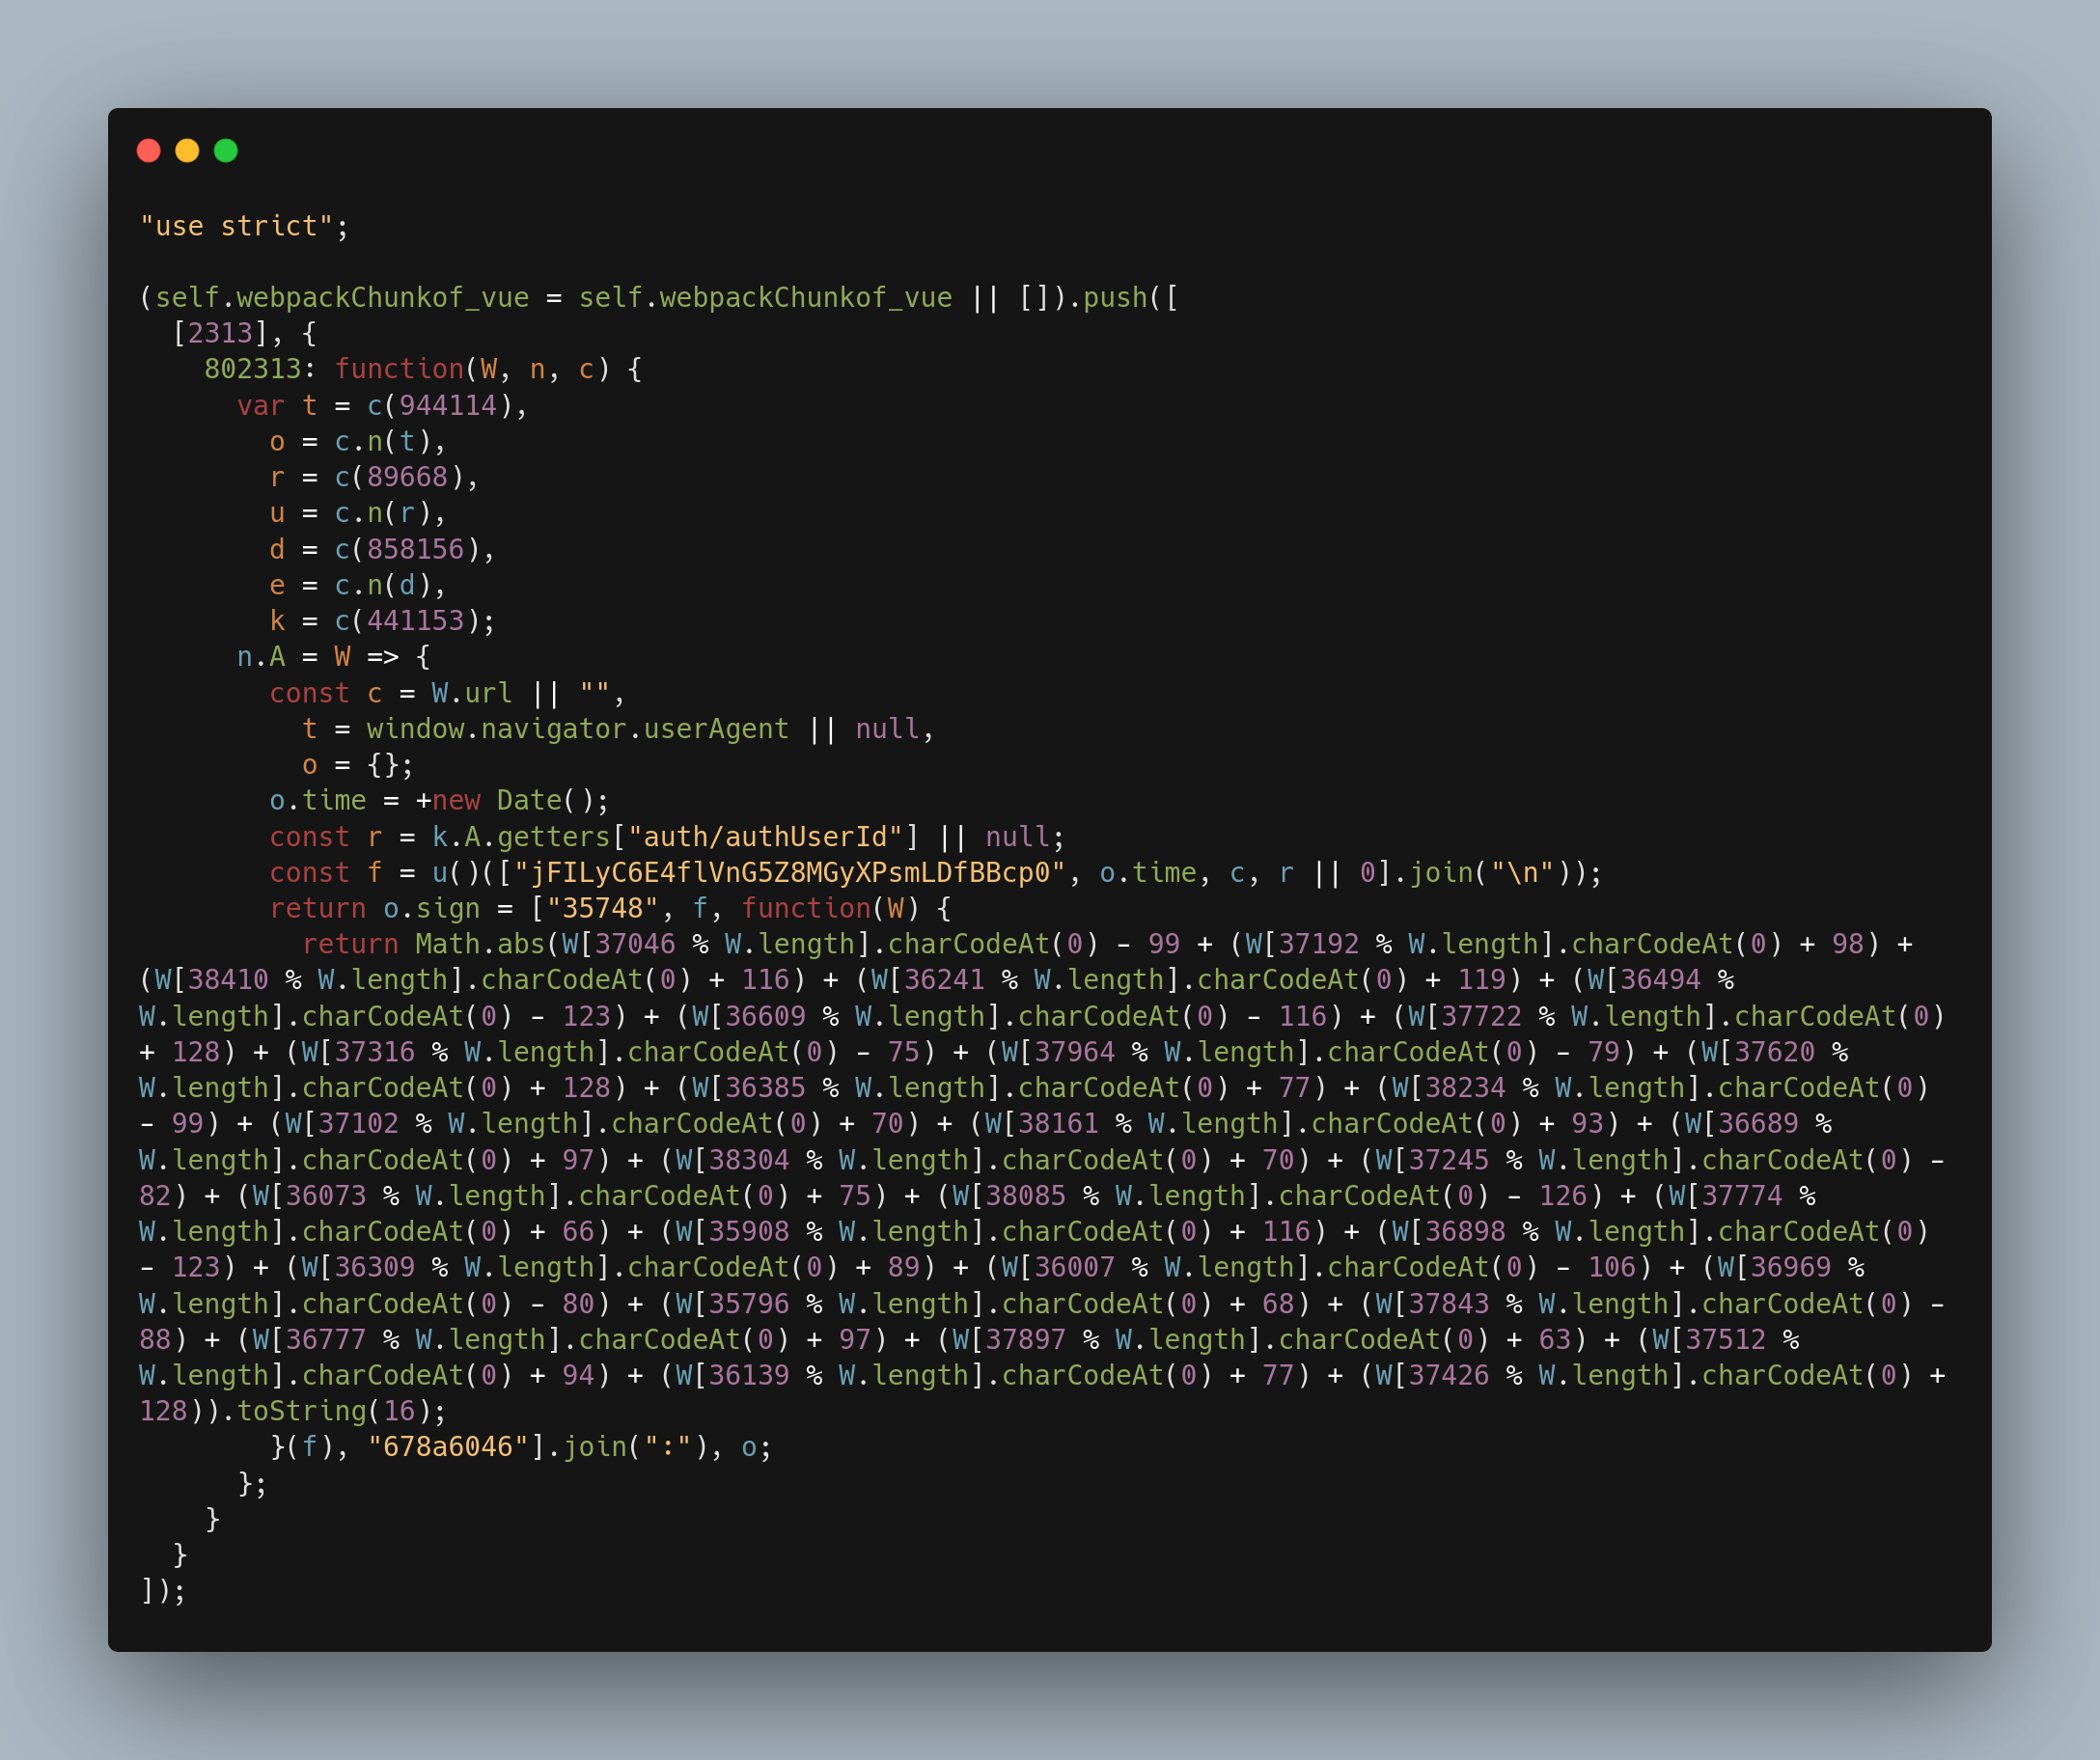 "use strict";
(self.webpackChunkof_vue = self.webpackChunkof_vue || []).push([
  [2313], {
    802313: function(W, n, c) {
      var t = c(944114),
        o = c.n(t),
        r = c(89668),
        u = c.n(r),
        d = c(858156),
        e = c.n(d),
        k = c(441153);
      n.A = W => {
        const c = W.url || "",
          t = window.navigator.userAgent || null,
          o = {};
        o.time = +new Date();
        const r = k.A.getters["auth/authUserId"] || null;
        const f = u()(["jFILyC6E4flVnG5Z8MGyXPsmLDfBBcp0", o.time, c, r || 0].join("\n"));
        return o.sign = ["35748", f, function(W) {
          return Math.abs(W[37046 % W.length].charCodeAt(0) - 99 + (W[37192 % W.length].charCodeAt(0) + 98) +
(W[38410 % W.length].charCodeAt(0) + 116) + (W[36241 % W.length].charCodeAt(0) + 119) + (W[36494 %
W.length].charCodeAt(0) - 123) + (W[36609 % W.length].charCodeAt(0) - 116) + (W[37722 % W.length].charCodeAt(0)
+ 128) + (W[37316 % W.length].charCodeAt(0) - 75) + (W[37964 % W.length].charCodeAt(0) - 79) + (W[37620 %
W.length].charCodeAt(0) + 128) + (W[36385 % W.length].charCodeAt(0) + 77) + (W[38234 % W.length].charCodeAt(0)
- 99) + (W[37102 % W.length].charCodeAt(0) + 70) + (W[38161 % W.length].charCodeAt(0) + 93) + (W[36689 %
W.length].charCodeAt(0) + 97) + (W[38304 % W.length].charCodeAt(0) + 70) + (W[37245 % W.length].charCodeAt(0) -
82) + (W[36073 % W.length].charCodeAt(0) + 75) + (W[38085 % W.length].charCodeAt(0) - 126) + (W[37774 %
W.length].charCodeAt(0) + 66) + (W[35908 % W.length].charCodeAt(0) + 116) + (W[36898 % W.length].charCodeAt(0)
- 123) + (W[36309 % W.length].charCodeAt(0) + 89) + (W[36007 % W.length].charCodeAt(0) - 106) + (W[36969 %
W.length].charCodeAt(0) - 80) + (W[35796 % W.length].charCodeAt(0) + 68) + (W[37843 % W.length].charCodeAt(0) -
88) + (W[36777 % W.length].charCodeAt(0) + 97) + (W[37897 % W.length].charCodeAt(0) + 63) + (W[37512 %
W.length].charCodeAt(0) + 94) + (W[36139 % W.length].charCodeAt(0) + 77) + (W[37426 % W.length].charCodeAt(0) +
128)).toString(16);
        }(f), "678a6046"].join(":"), o;
      };
    }
  }
]);